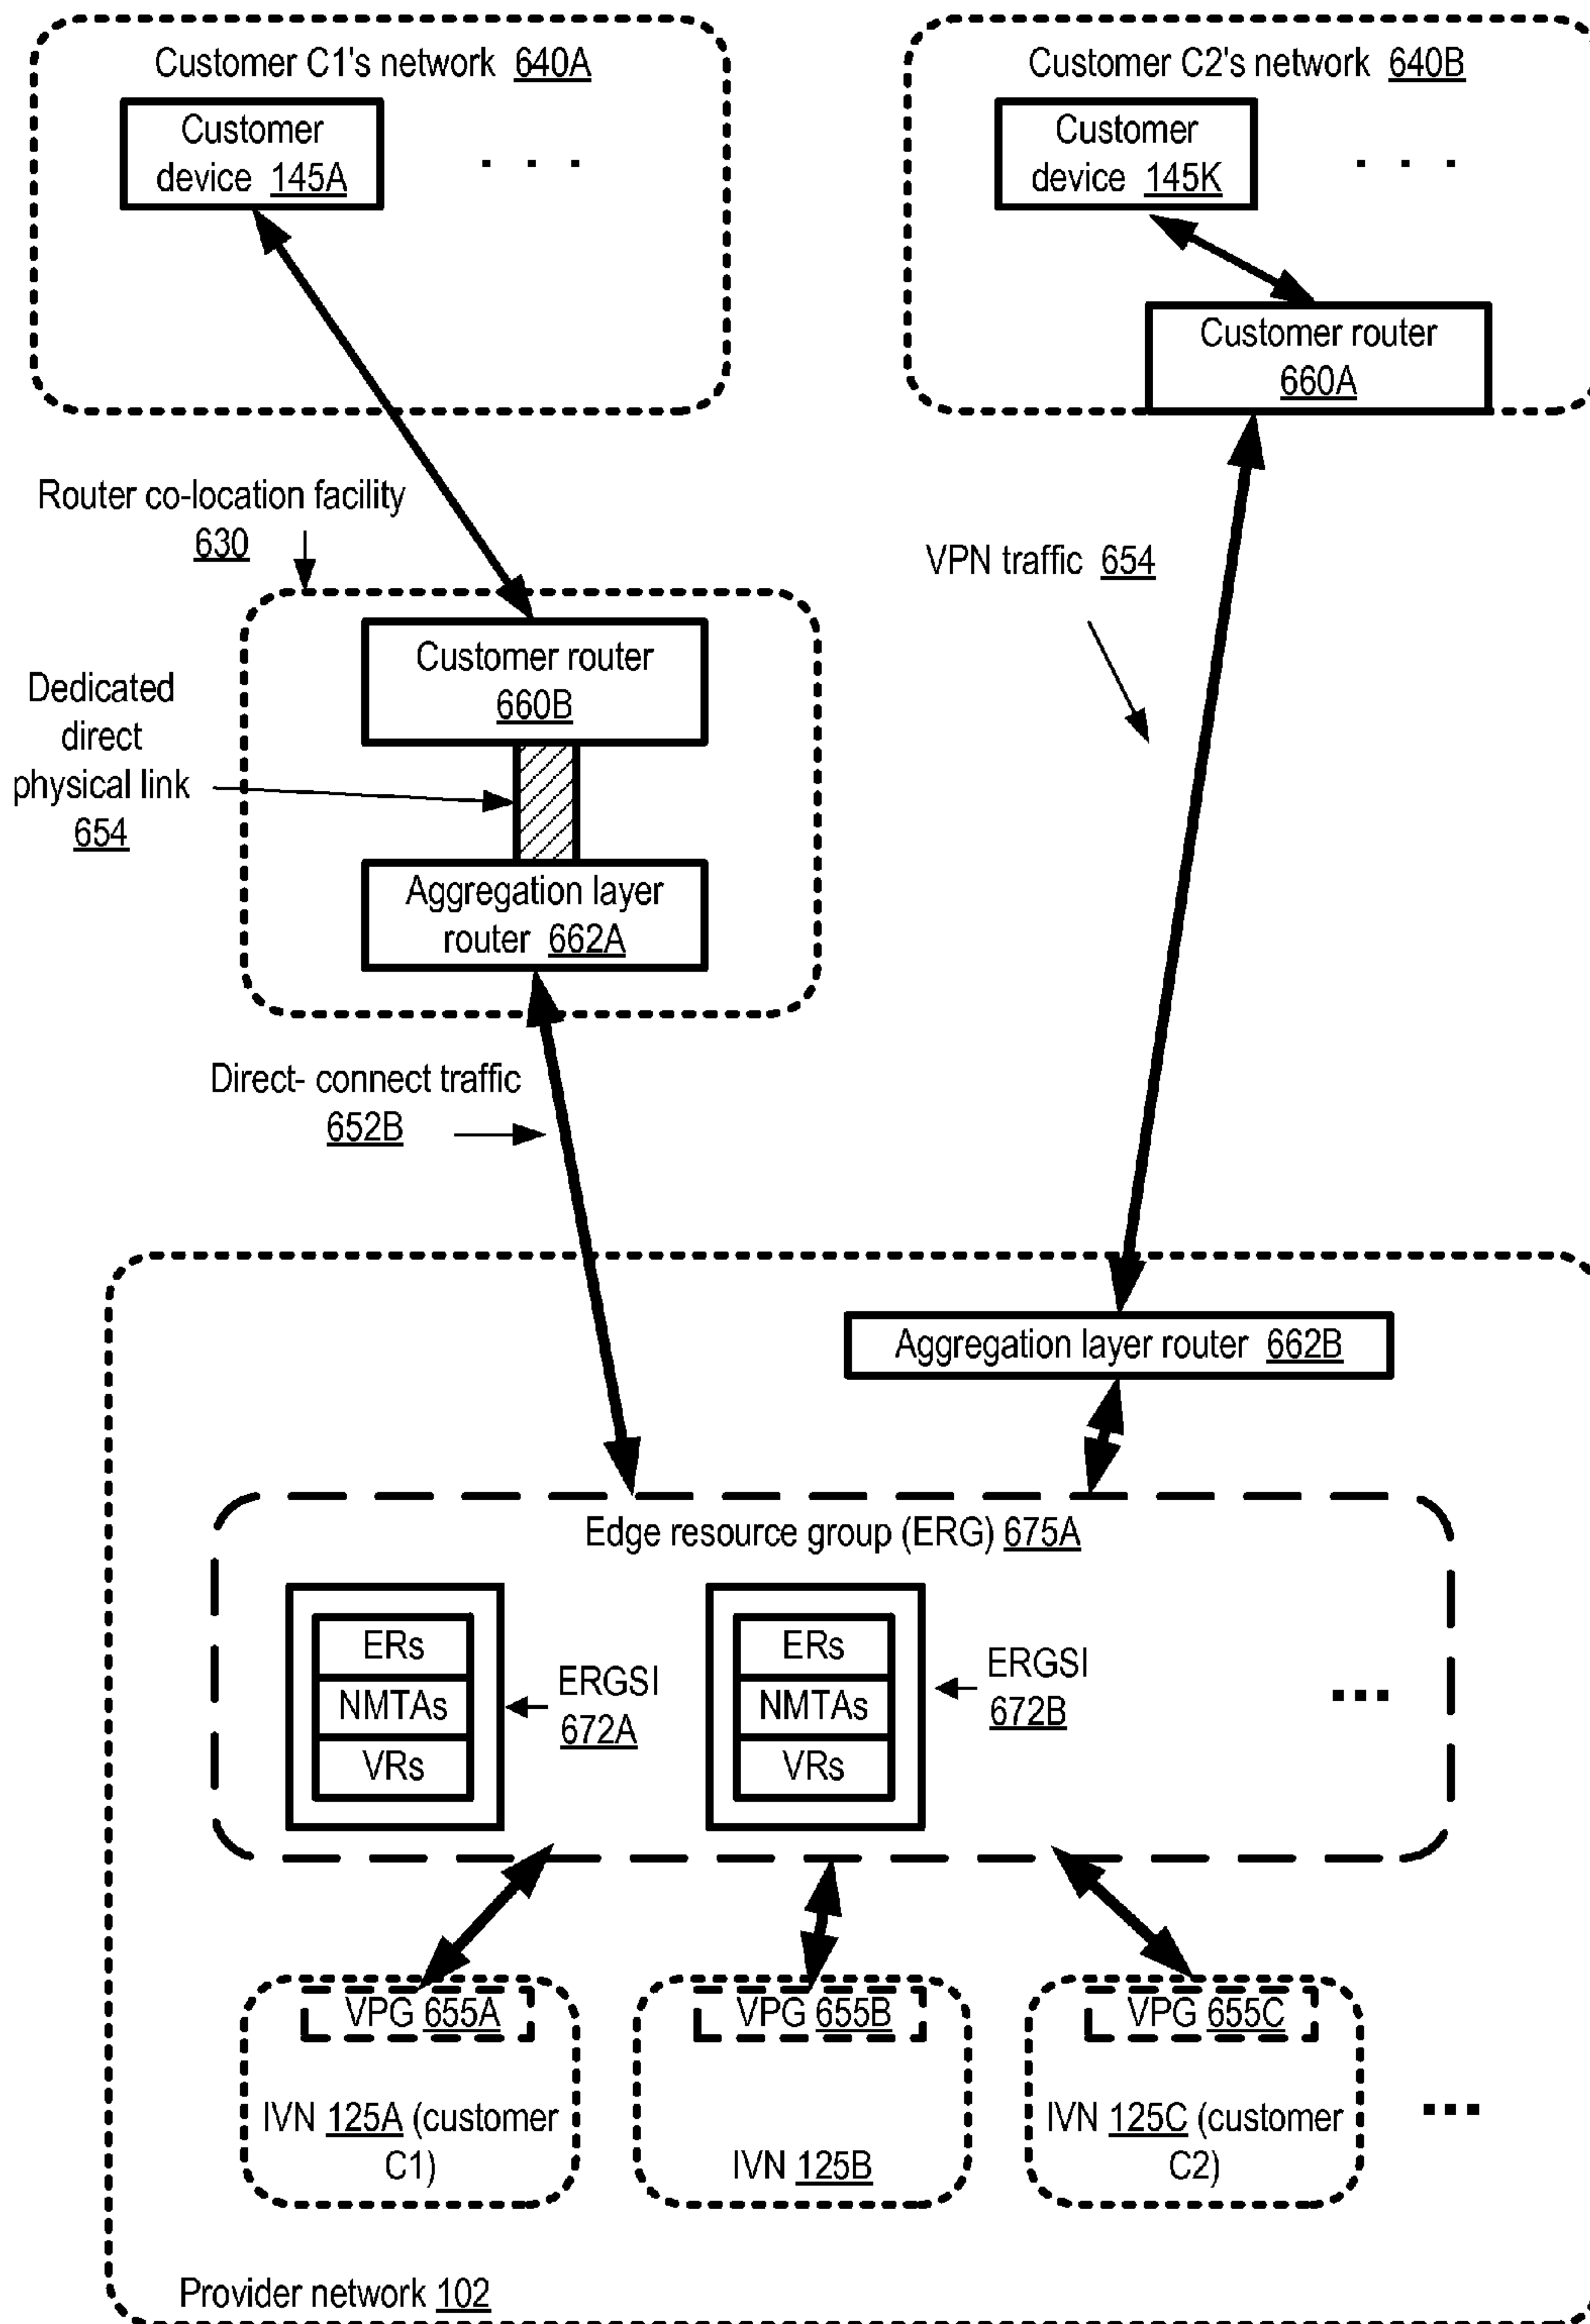 Customer C1's network 640A
Customer
device 145A
. . .
Customer C2's network 640B
Customer
device 145K
. . .
Customer router
660A
Router co-location facility
630
VPN traffic 654
Customer router
660B
Dedicated
direct
physical link
654
Aggregation layer
router 662A
Direct- connect traffic
652B
Aggregation layer router 662B
Edge resource group (ERG) 675A
ERs
NMTAs
VRs
ERGSI
672A
ERs
NMTAs
VRs
ERGSI
672B
...
VPG 655A
IVN 125A (customer
C1)
VPG 655B
IVN 125B
VPG 655C
IVN 125C (customer
C2)
...
Provider network 102